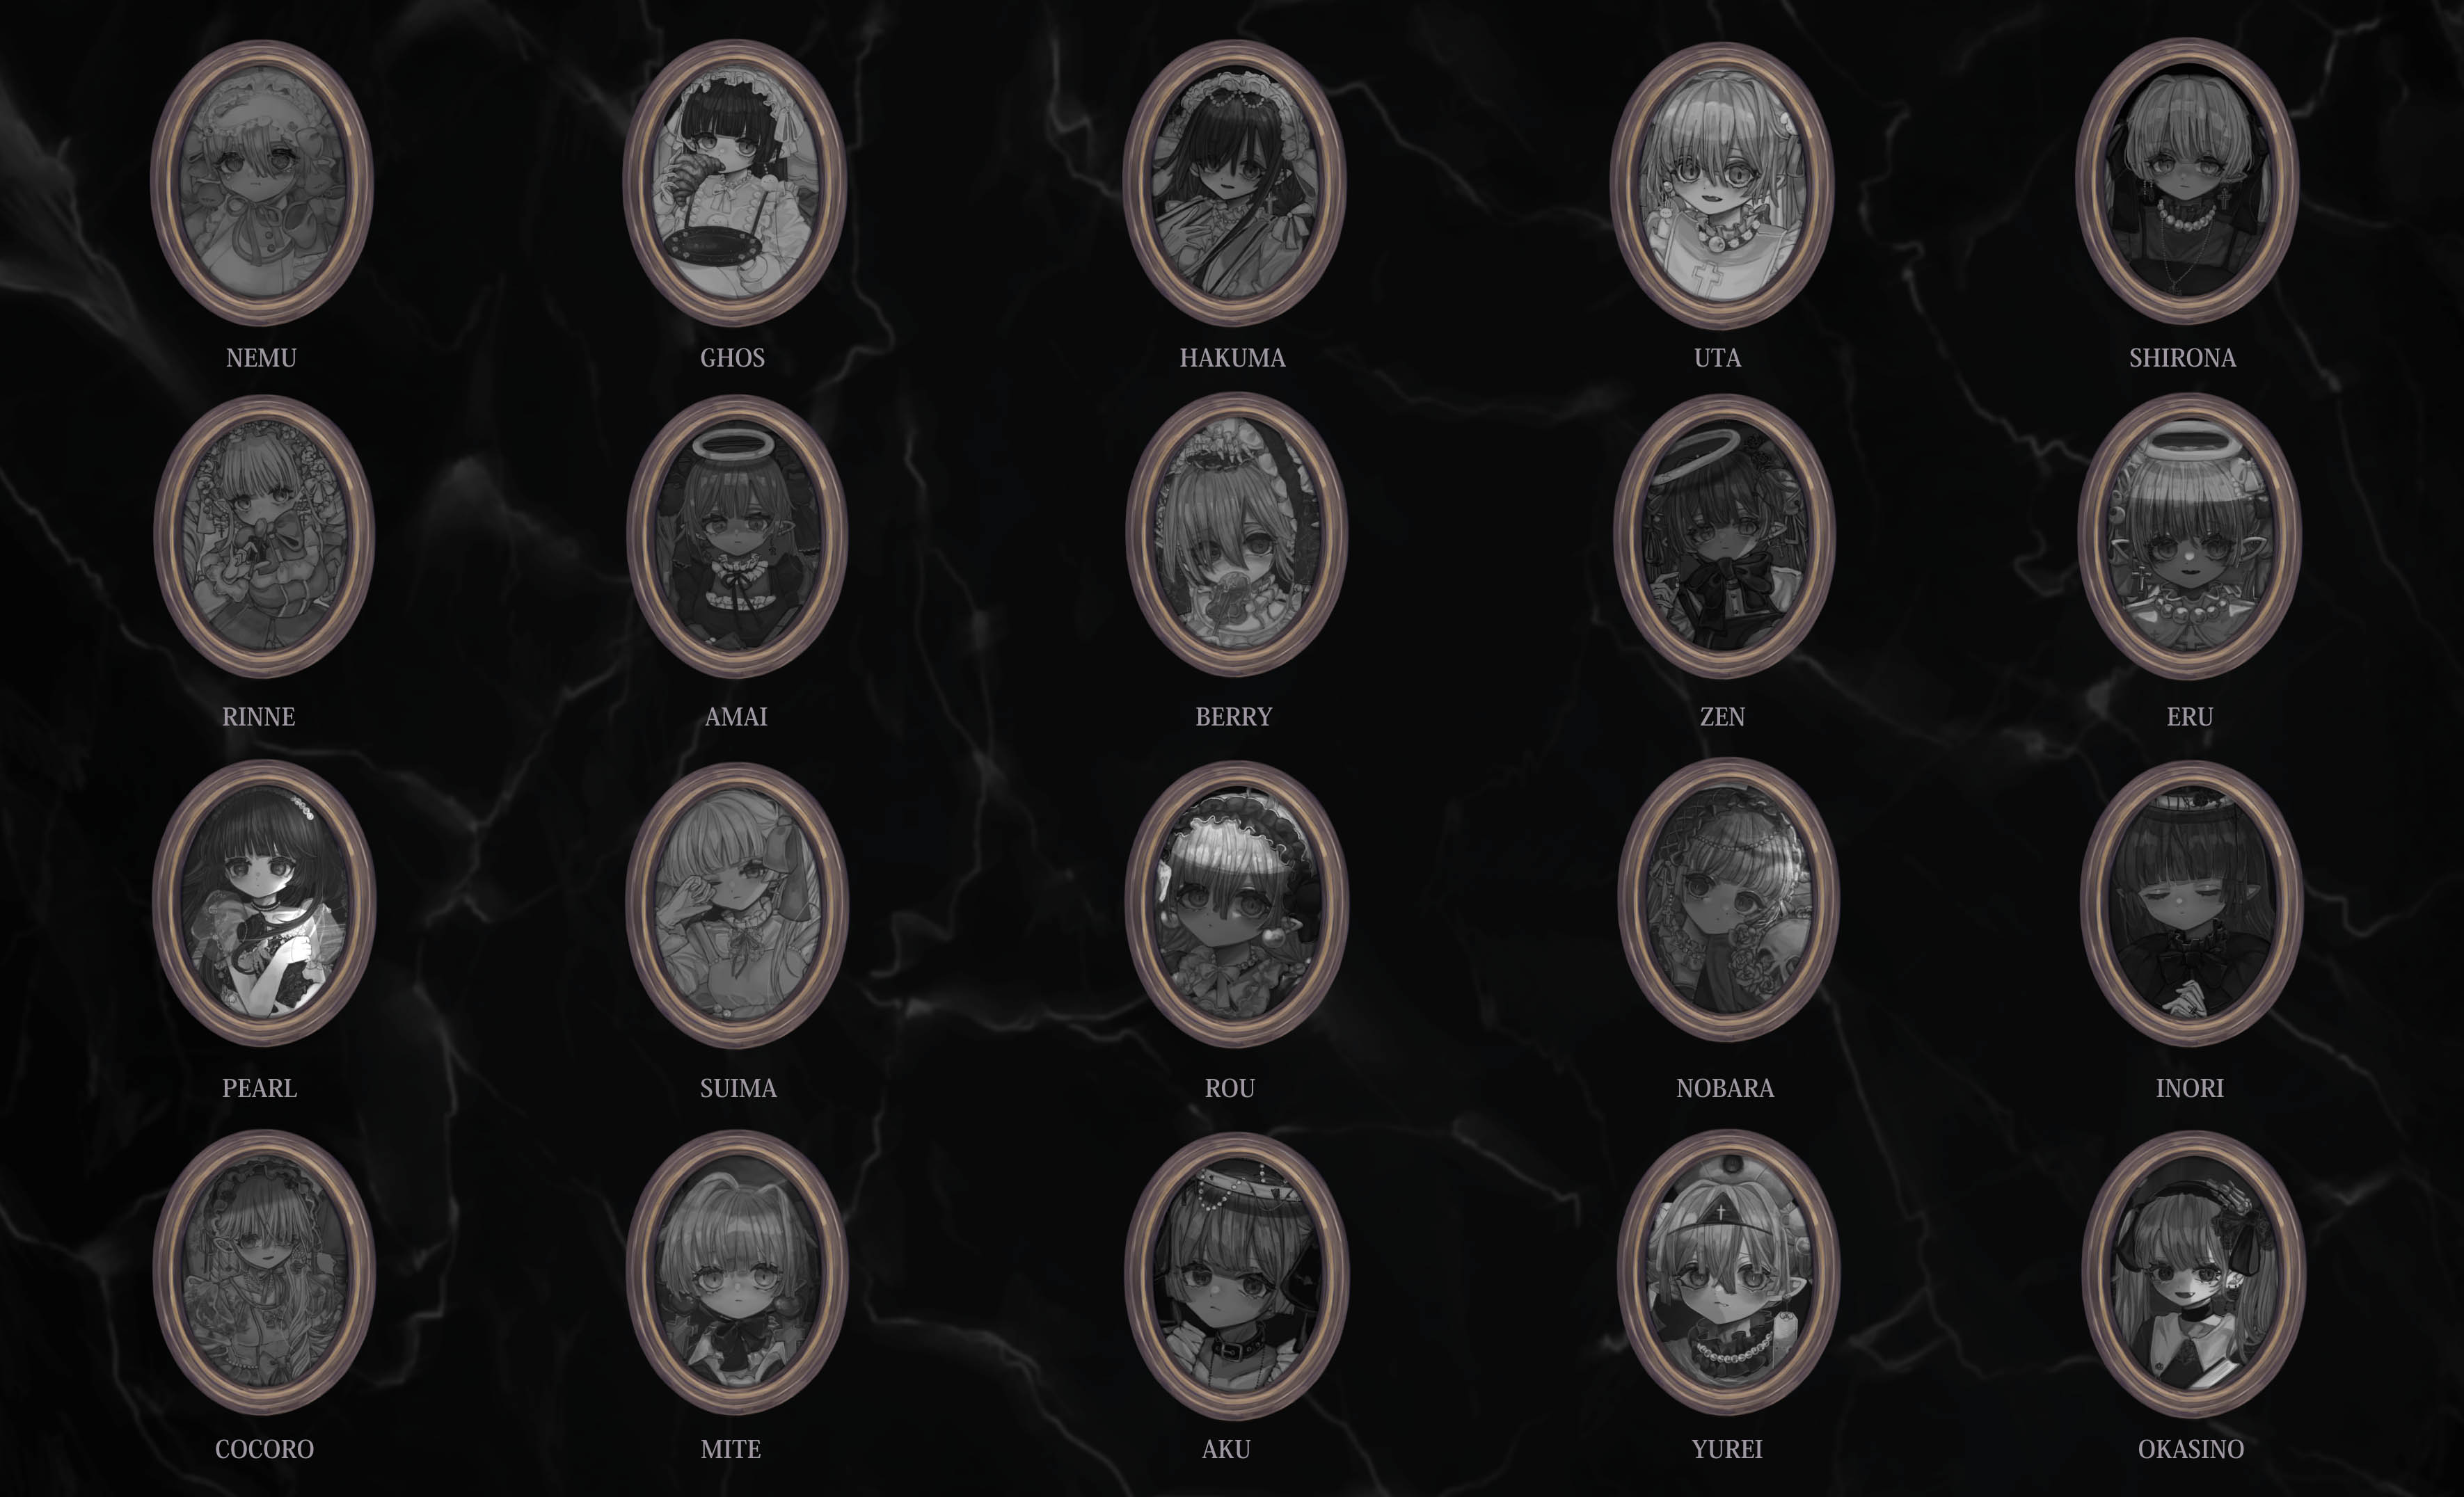 NEMU
GHOS
HAKUMA
UTA
SHIRONA
RINNE
AMAI
BERRY
ZEN
ERU
PEARL
SUIMA
ROU
NOBARA
INORI
COCORO
MITE
AKU
YUREI
OKASINO